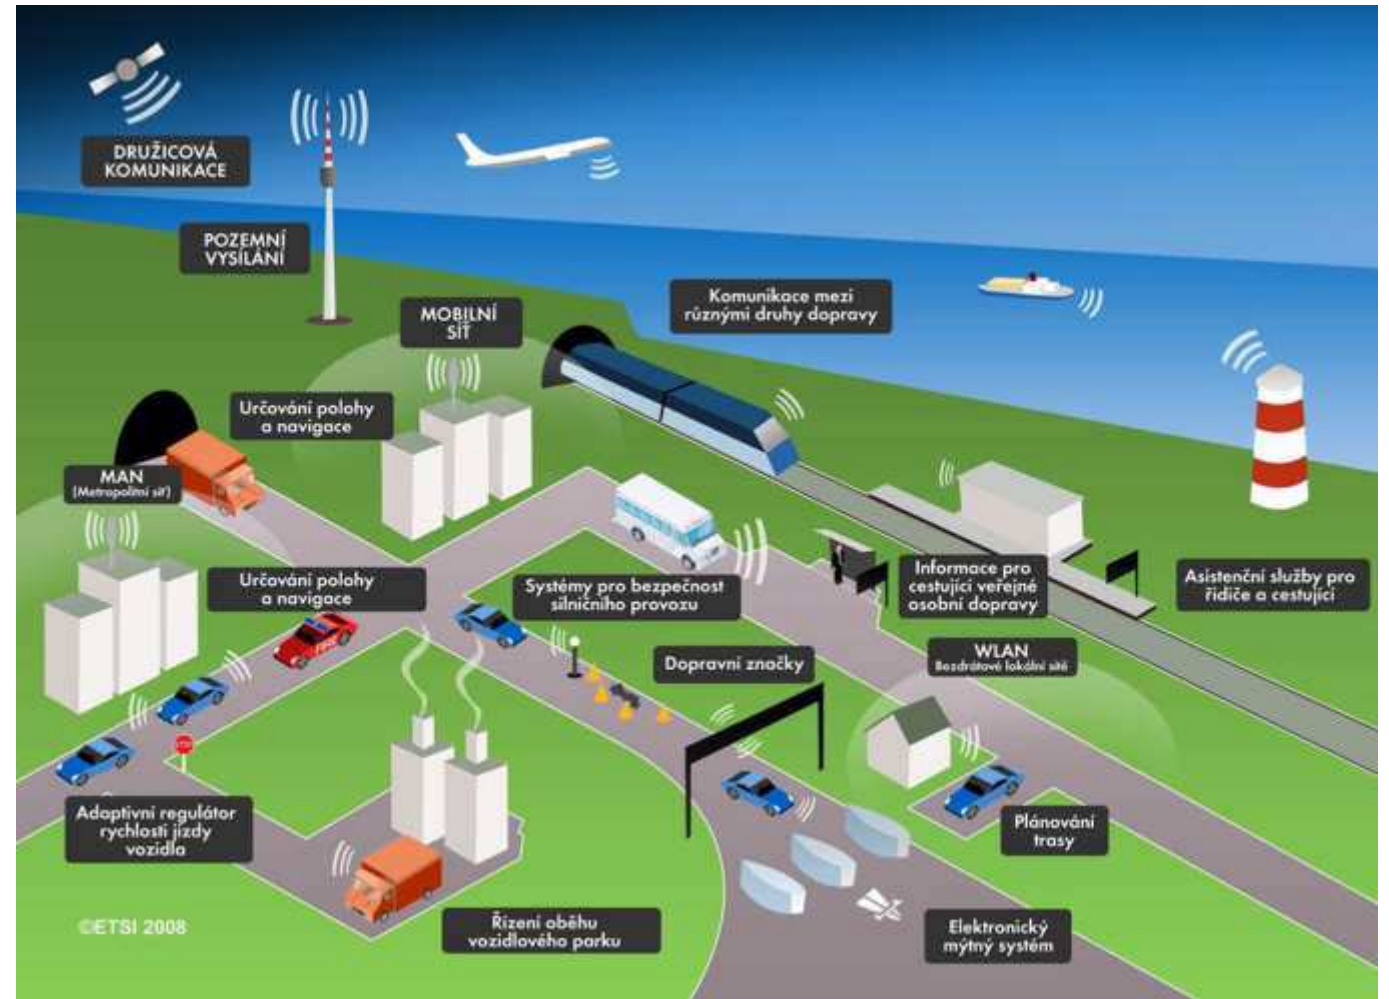 DRUŽICOVÁ
KOMUNIKACE
POZEMNÍ
VYSÍLÁNÍ
MOBILNÍ
SÍŤ
Komunikace mezi
různými druhy dopravy
Určování polohy
a navigace
MAN
(Metropolitní síť)
Určování polohy
a navigace
Systémy pro bezpečnost
silničního provozu
Informace pro
cestující veřejné
osobní dopravy
Asistenční služby pro
řidiče a cestující
WLAN
Bezdrátové lokální sítě
Dopravní značky
STOP
Adaptivní regulátor
rychlosti jízdy
vozidla
Plánování
trasy
Řízení oběhu
vozidlového parku
Elektronický
mýtný systém
©ETSI 2008